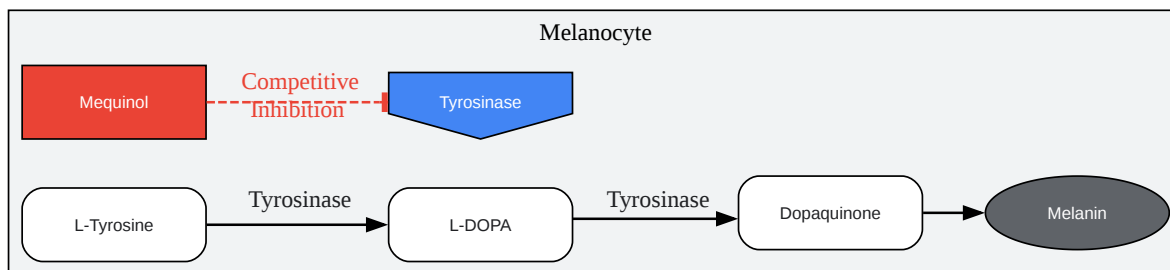 Melanocyte
Mequinol
Competitive
Inhibition
Tyrosinase
L-Tyrosine
Tyrosinase
L-DOPA
Tyrosinase
Dopaquinone
Melanin